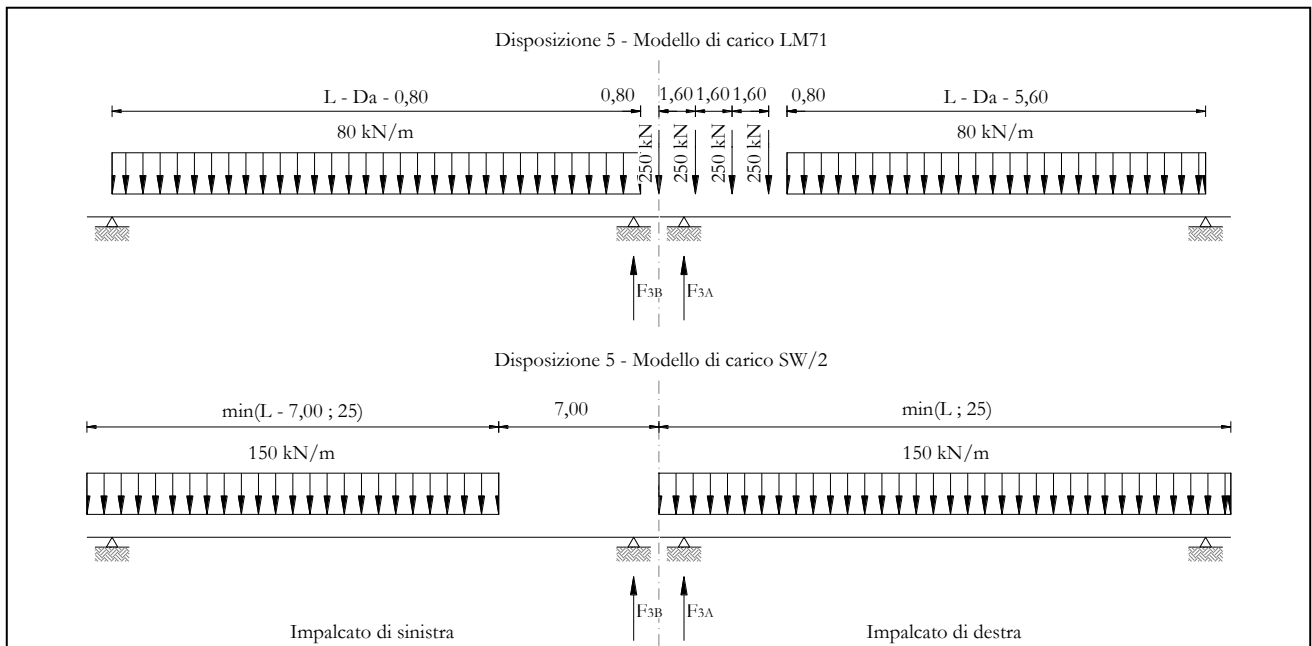 Disposizione 5 - Modello di carico LM71
L - Da - 0,80
0,80
1,60
1,60
1,60
0,80
L - Da - 5,60
80 kN/m
250 kN
250 kN
250 kN
250 kN
80 kN/m
F3B
F3A
Disposizione 5 - Modello di carico SW/2
min(L - 7,00 ; 25)
7,00
min(L ; 25)
150 kN/m
150 kN/m
F3B
F3A
Impalcato di sinistra
Impalcato di destra